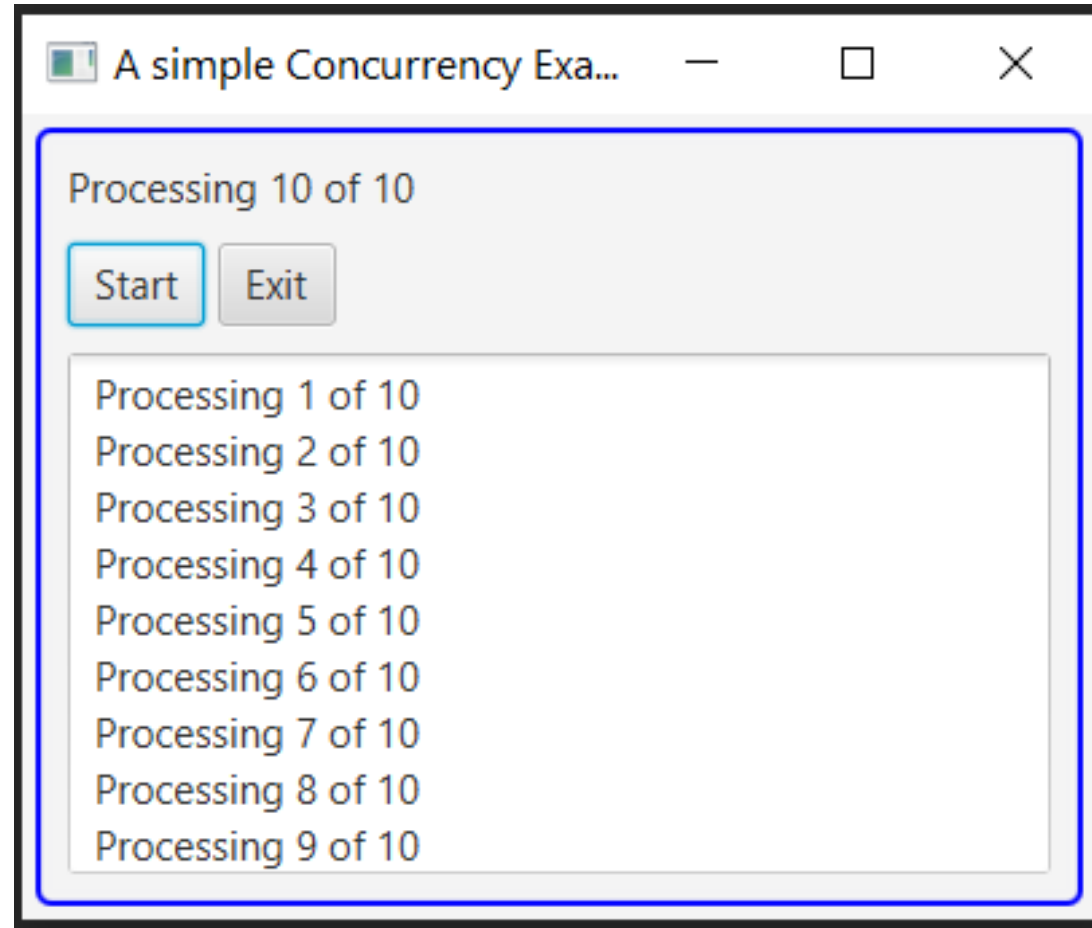 A simple Concurrency Exa...
Processing 10 of 10
Start Exit
Processing 1 of 10
Processing 2 of 10
Processing 3 of 10
Processing 4 of 10
Processing 5 of 10
Processing 6 of 10
Processing 7 of 10
Processing 8 of 10
Processing 9 of 10